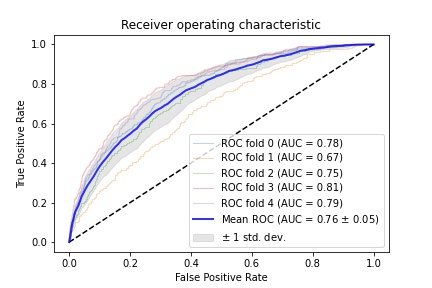 Receiver operating characteristic
True Positive Rate
1.0
0.8
0.6
0.4
0.2
0.0
ROC fold 0 (AUC = 0.78)
ROC fold 1 (AUC = 0.67)
ROC fold 2 (AUC = 0.75)
ROC fold 3 (AUC = 0.81)
ROC fold 4 (AUC = 0.79)
Mean ROC (AUC = 0.76 ± 0.05)
± 1 std. dev.
0.0 0.2 0.4 0.6 0.8 1.0
False Positive Rate